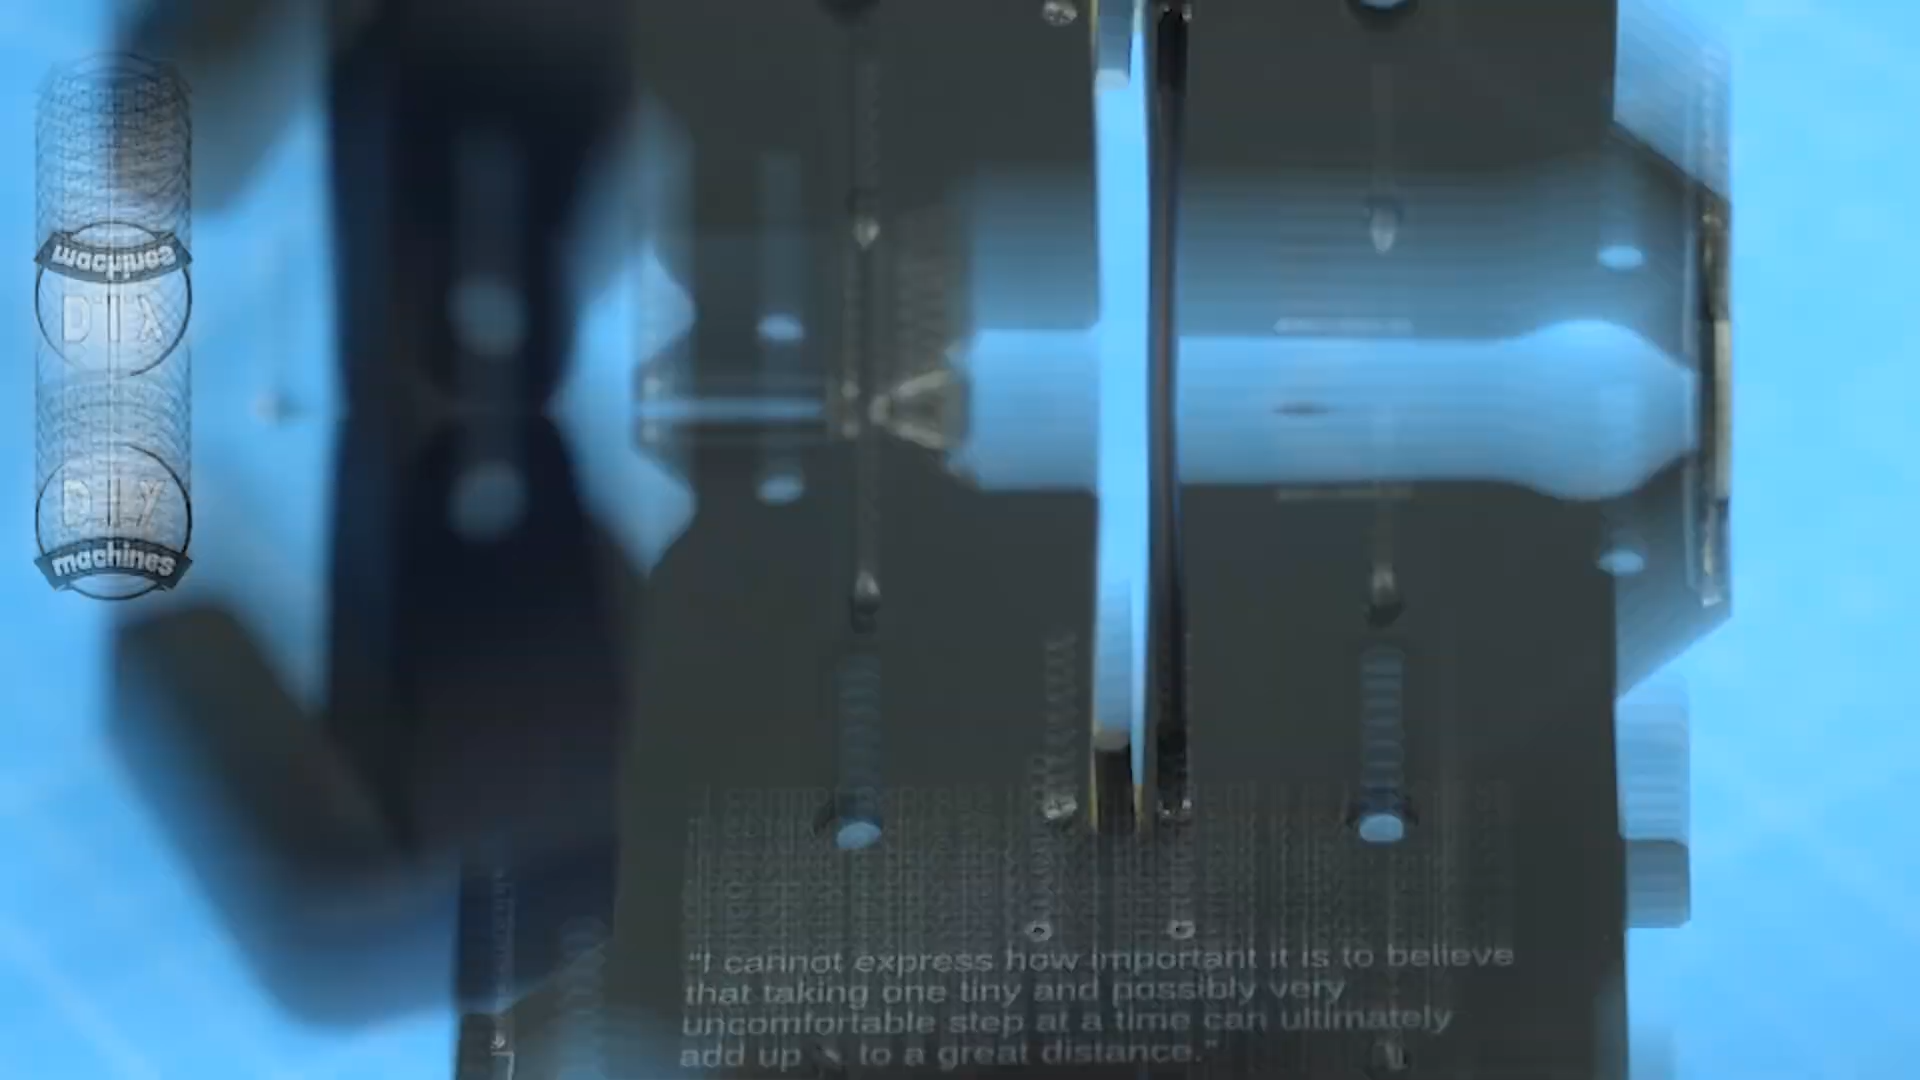 machines
DIY
DIY
machines
"I cannot express how important it is to believe
that taking one tiny and possibly very
uncomfortable step at a time can ultimately
add up to a great distance."